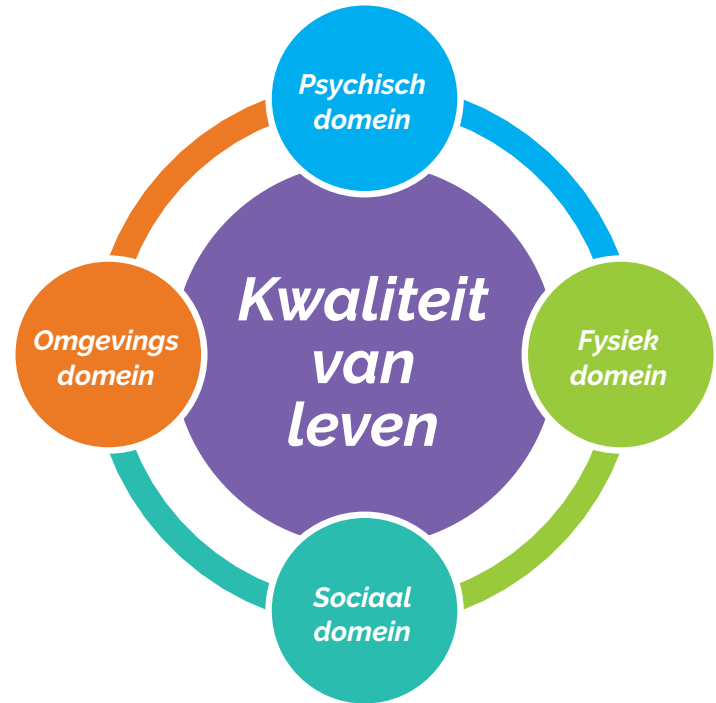 Psychisch
domein
Kwaliteit
van
leven
Omgevings
domein
Fysiek
domein
Sociaal
domein